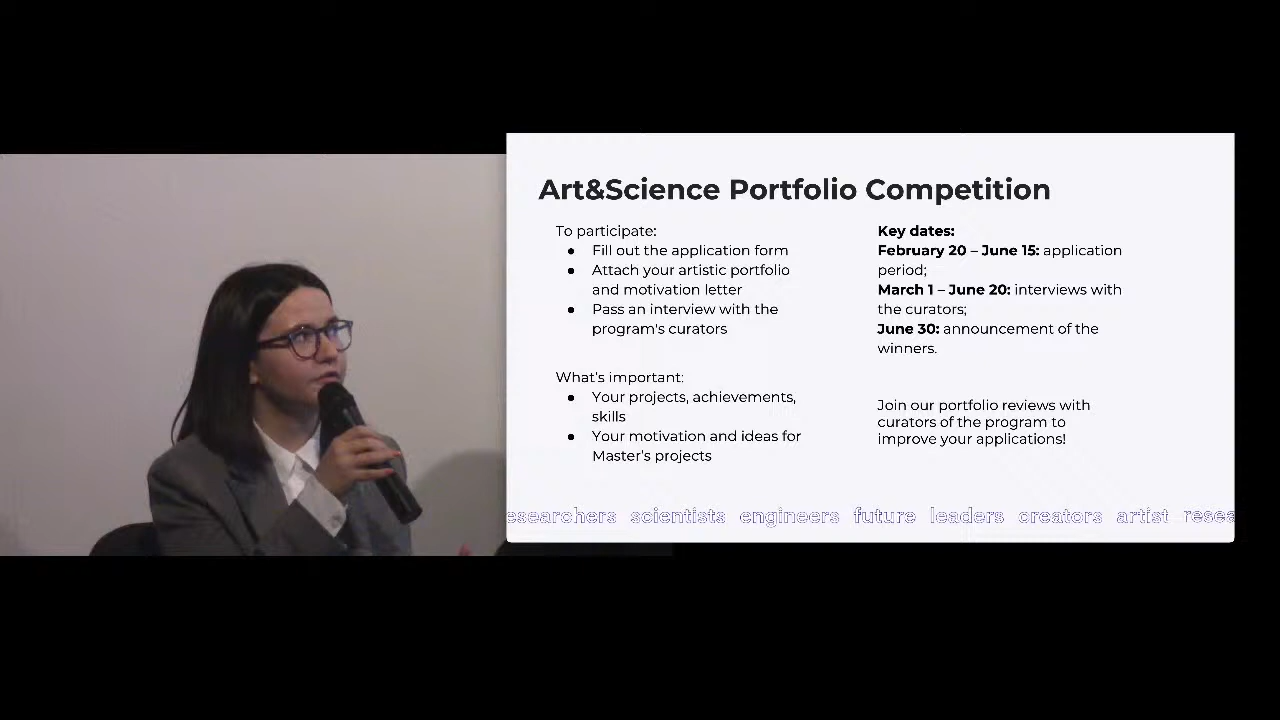 Art&Science Portfolio Competition
To participate:
● Fill out the application form
● Attach your artistic portfolio
and motivation letter
● Pass an interview with the
program's curators
What's important:
● Your projects, achievements,
skills
● Your motivation and ideas for
Master's projects
Key dates:
February 20 – June 15: application
period;
March 1 – June 20: interviews with
the curators;
June 30: announcement of the
winners.
Join our portfolio reviews with
curators of the program to
improve your applications!
esearchers scientists engineers future leaders creators artist resea